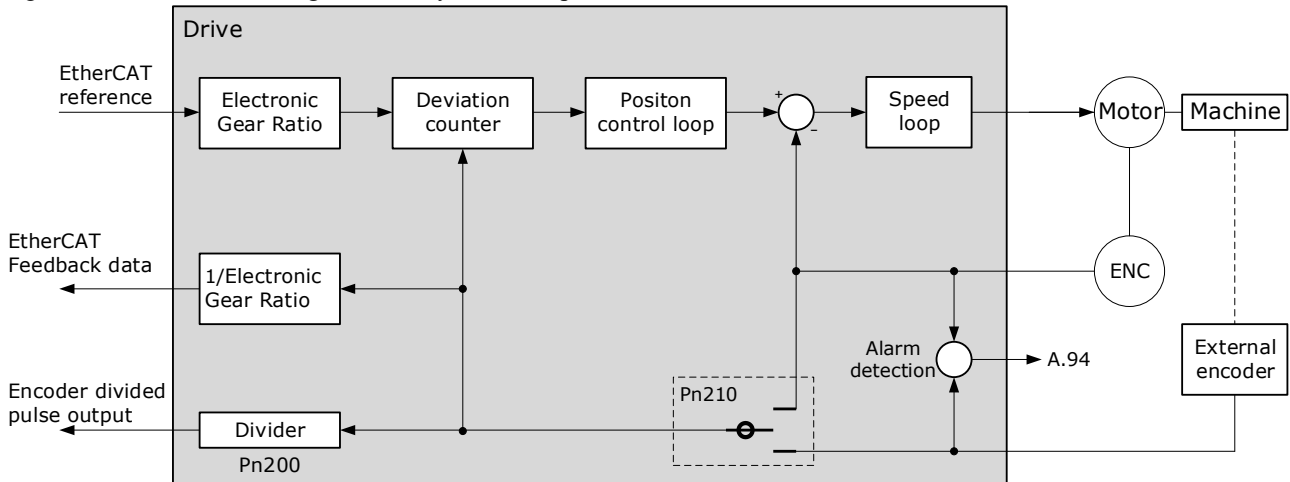 Drive
EtherCAT
reference
Electronic
Gear Ratio
Deviation
counter
Positon
control loop
+
-
Speed
loop
Motor
Machine
EtherCAT
Feedback data
1/Electronic
Gear Ratio
ENC
Alarm
detection
A.94
External
encoder
Encoder divided
pulse output
Divider
Pn200
Pn210